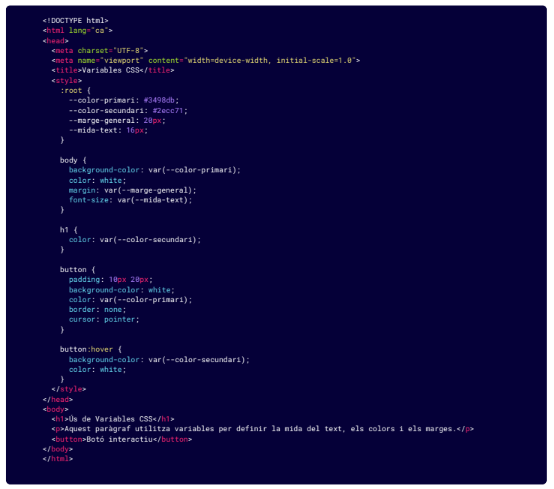 <!DOCTYPE html>
<html lang="ca">
<head>
  <meta charset="UTF-8">
  <meta name="viewport" content="width=device-width, initial-scale=1.0">
  <title>Variables CSS</title>
  <style>
    :root {
      --color-primari: #3498db;
      --color-secundari: #2ecc71;
      --marge-general: 20px;
      --mida-text: 16px;
    }

    body {
      background-color: var(--color-primari);
      color: white;
      margin: var(--marge-general);
      font-size: var(--mida-text);
    }

    h1 {
      color: var(--color-secundari);
    }

    button {
      padding: 10px 20px;
      background-color: white;
      color: var(--color-primari);
      border: none;
      cursor: pointer;
    }

    button:hover {
      background-color: var(--color-secundari);
      color: white;
    }
  </style>
</head>
<body>
  <h1>Ús de Variables CSS</h1>
  <p>Aquest paràgraf utilitza variables per definir la mida del text, els colors i els marges.</p>
  <button>Botó interactiu</button>
</body>
</html>